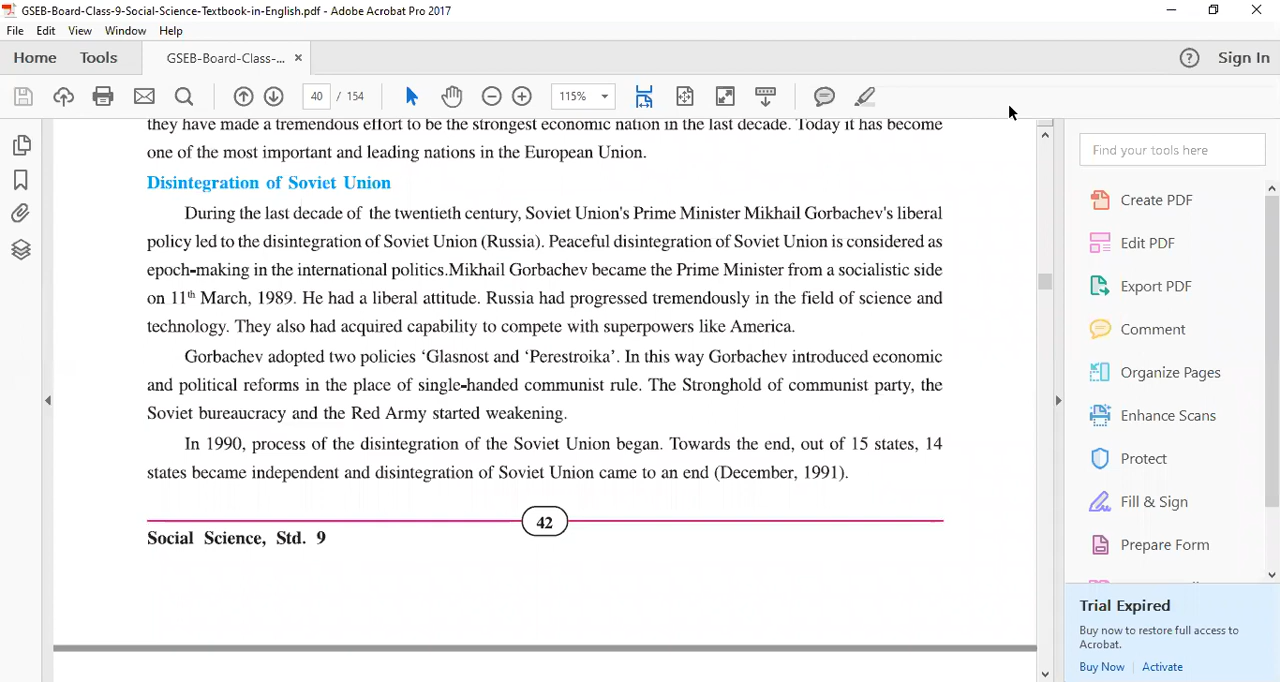 GSEB-Board-Class-9-Social-Science-Textbook-in-English.pdf - Adobe Acrobat Pro 2017
File Edit View Window Help
Home Tools GSEB-Board-Class-... × ? Sign In
40 / 154 115%
they have made a tremendous effort to be the strongest economic nation in the last decade. Today it has become
one of the most important and leading nations in the European Union.
Disintegration of Soviet Union
During the last decade of the twentieth century, Soviet Union's Prime Minister Mikhail Gorbachev's liberal
policy led to the disintegration of Soviet Union (Russia). Peaceful disintegration of Soviet Union is considered as
epoch-making in the international politics.Mikhail Gorbachev became the Prime Minister from a socialistic side
on 11th March, 1989. He had a liberal attitude. Russia had progressed tremendously in the field of science and
technology. They also had acquired capability to compete with superpowers like America.
Gorbachev adopted two policies ‘Glasnost and ‘Perestroika’. In this way Gorbachev introduced economic
and political reforms in the place of single-handed communist rule. The Stronghold of communist party, the
Soviet bureaucracy and the Red Army started weakening.
In 1990, process of the disintegration of the Soviet Union began. Towards the end, out of 15 states, 14
states became independent and disintegration of Soviet Union came to an end (December, 1991).
42
Social Science, Std. 9
Find your tools here
Create PDF
Edit PDF
Export PDF
Comment
Organize Pages
Enhance Scans
Protect
Fill & Sign
Prepare Form
Trial Expired
Buy now to restore full access to
Acrobat.
Buy Now Activate